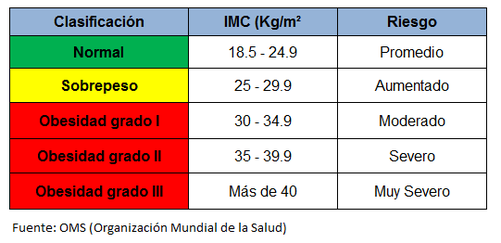 Clasificación IMC (Kg/m² Riesgo
Normal 18.5 - 24.9 Promedio
Sobrepeso 25 - 29.9 Aumentado
Obesidad grado I 30 - 34.9 Moderado
Obesidad grado II 35 - 39.9 Severo
Obesidad grado III Más de 40 Muy Severo
Fuente: OMS (Organización Mundial de la Salud)